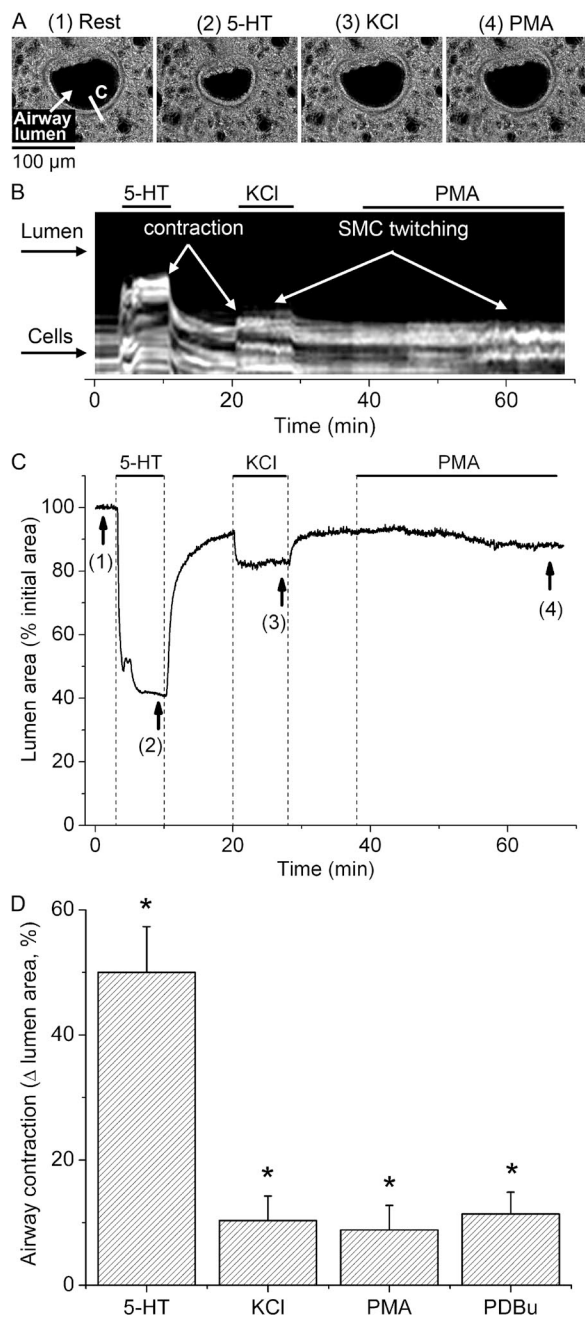 A
(1) Rest
(2) 5-HT
(3) KCl
(4) PMA
C
Airway
lumen
100 μm
B
5-HT
KCl
PMA
Lumen
contraction
SMC twitching
Cells
0
20
40
60
Time (min)
C
5-HT
KCl
PMA
100
80
60
40
20
0
(1)
(2)
(3)
(4)
Lumen area (% initial area)
0
20
40
60
Time (min)
D
60
40
20
0
*
*
*
*
Airway contraction (Δ lumen area, %)
5-HT
KCl
PMA
PDBu